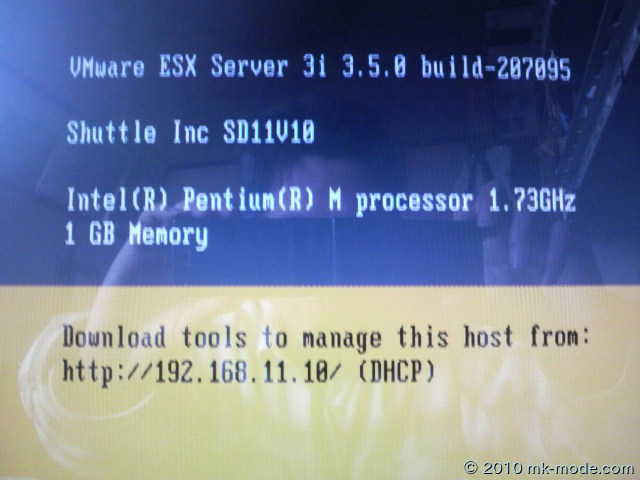 VMware ESX Server 3i 3.5.0 build-207095
Shuttle Inc SD11V10
Intel(R) Pentium(R) M processor 1.73GHz
1 GB Memory
Download tools to manage this host from:
http://192.168.11.10/ (DHCP)
© 2010 mk-mode.com